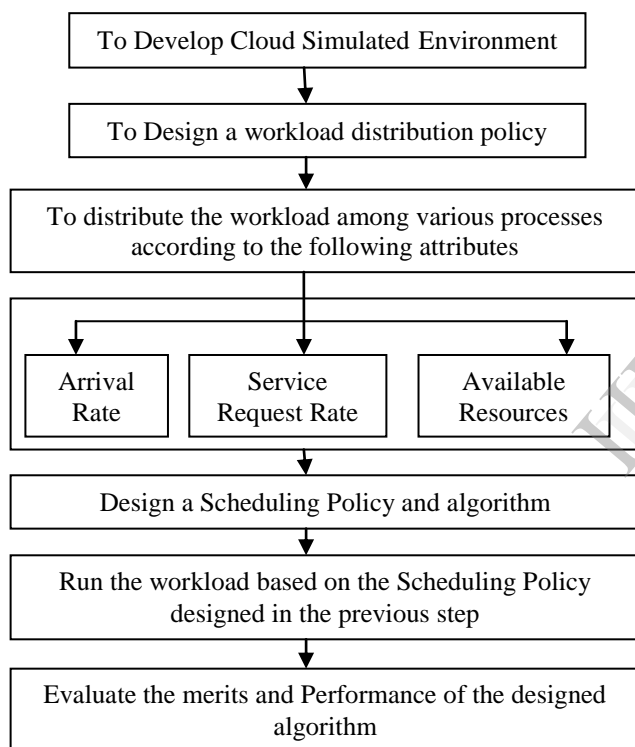 To Develop Cloud Simulated Environment
To Design a workload distribution policy
To distribute the workload among various processes
according to the following attributes
Arrival
Rate
Service
Request Rate
Available
Resources
Design a Scheduling Policy and algorithm
Run the workload based on the Scheduling Policy
designed in the previous step
Evaluate the merits and Performance of the designed
algorithm